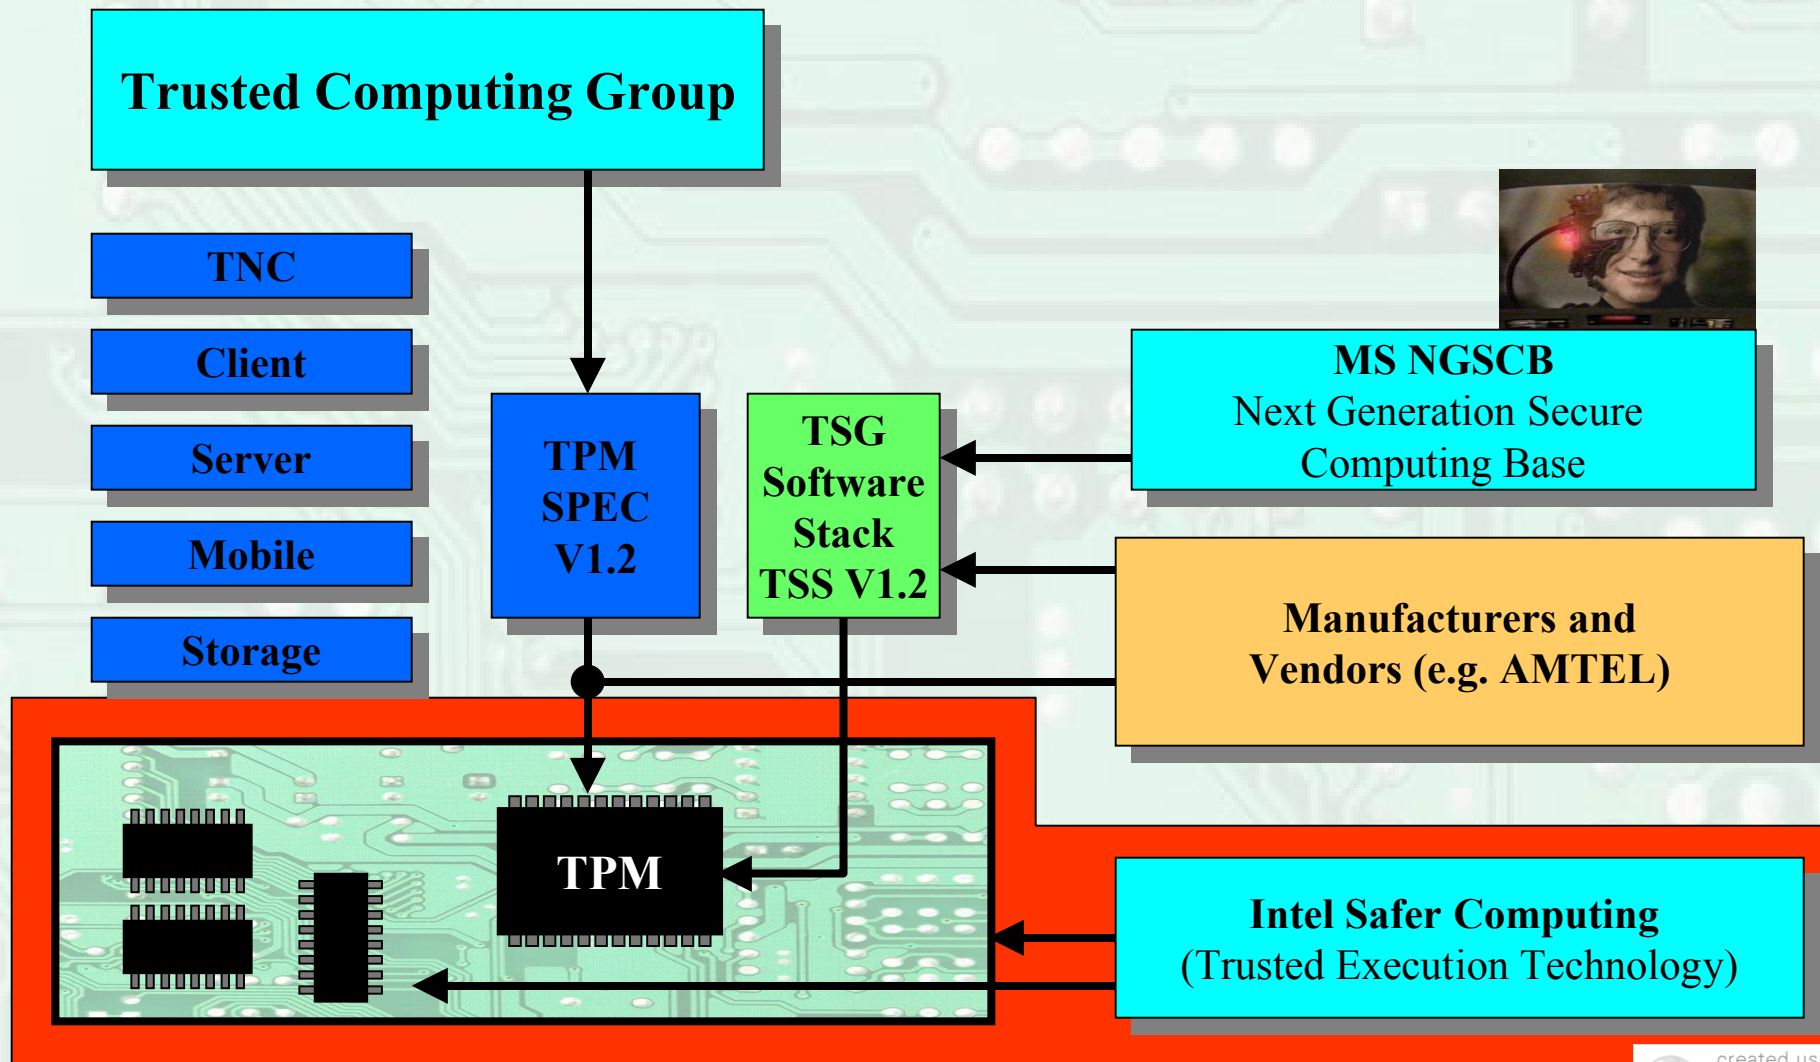 Trusted Computing Group
TNC
Client
Server
Mobile
Storage
TPM
SPEC
V1.2
TSG
Software
Stack
TSS V1.2
MS NGSCB
Next Generation Secure
Computing Base
Manufacturers and
Vendors (e.g. AMTEL)
TPM
Intel Safer Computing
(Trusted Execution Technology)
created